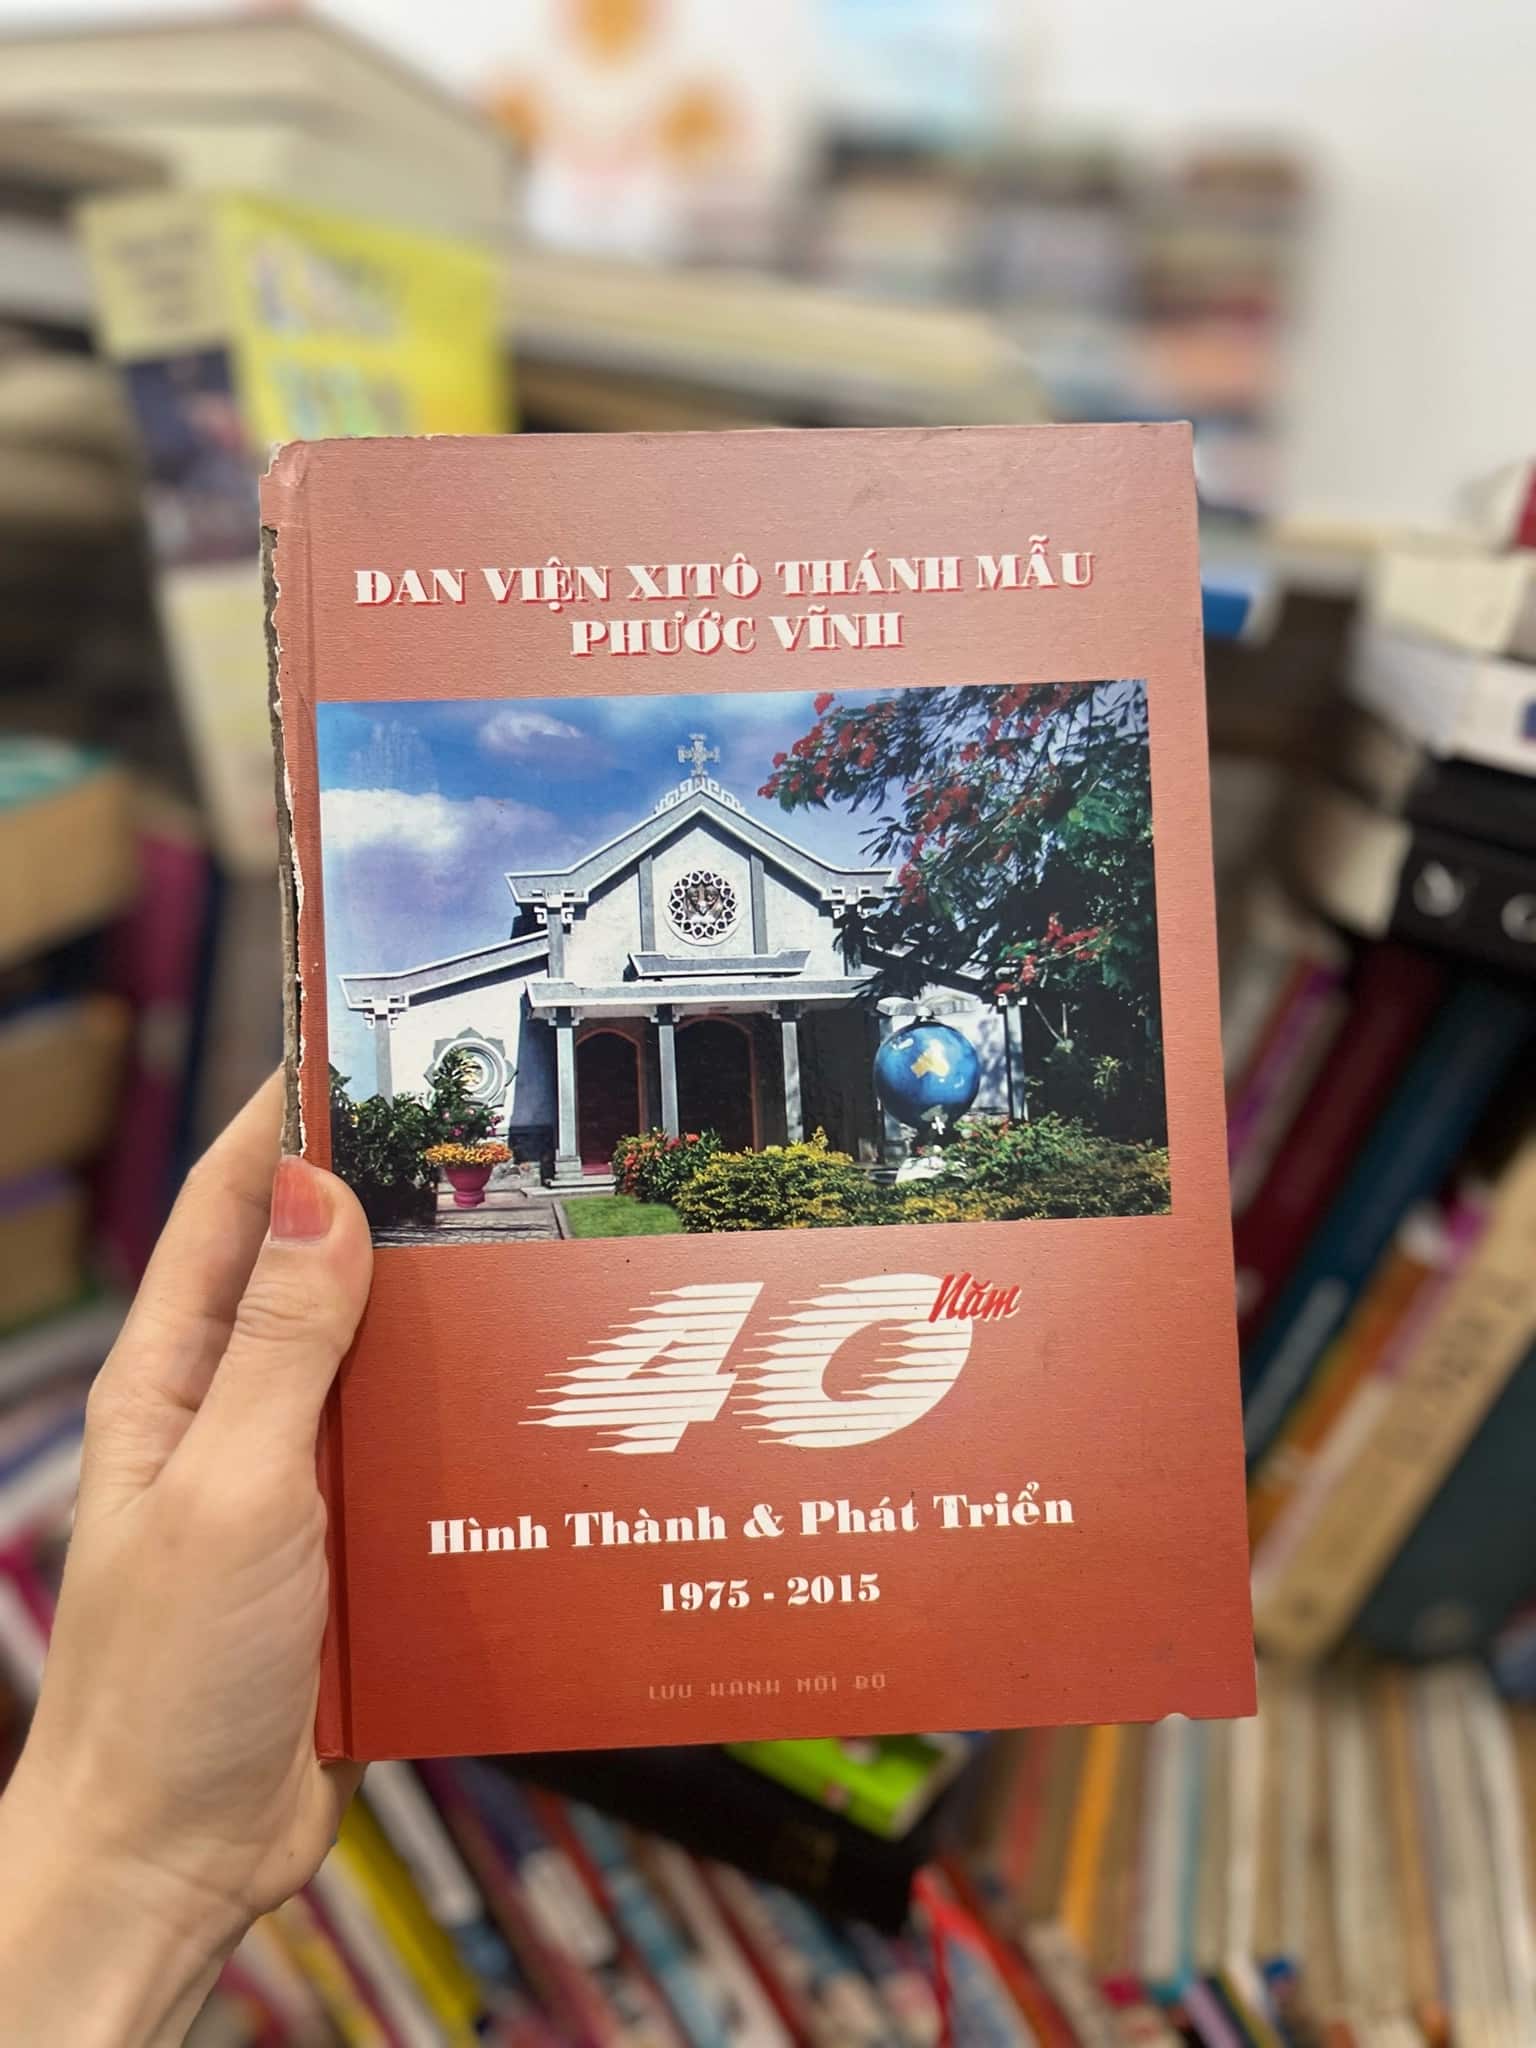 ĐAN VIỆN XITÔ THÁNH MẪU
PHƯỚC VĨNH
40 Năm
Hình Thành & Phát Triển
1975 - 2015
LƯU HÀNH NỘI BỘ